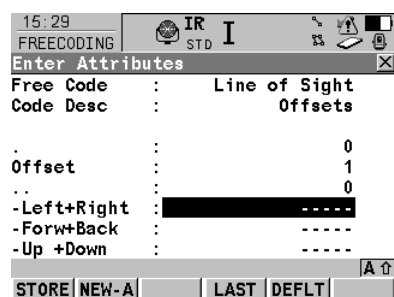 15:29
FREECODING
IR
STD I
Enter Attributes
Free Code : Line of Sight
Code Desc : Offsets
. : 0
Offset : 1
.. : 0
-Left+Right : -----
-Forw+Back : -----
-Up +Down : -----
A
STORE NEW-A LAST DEFLT